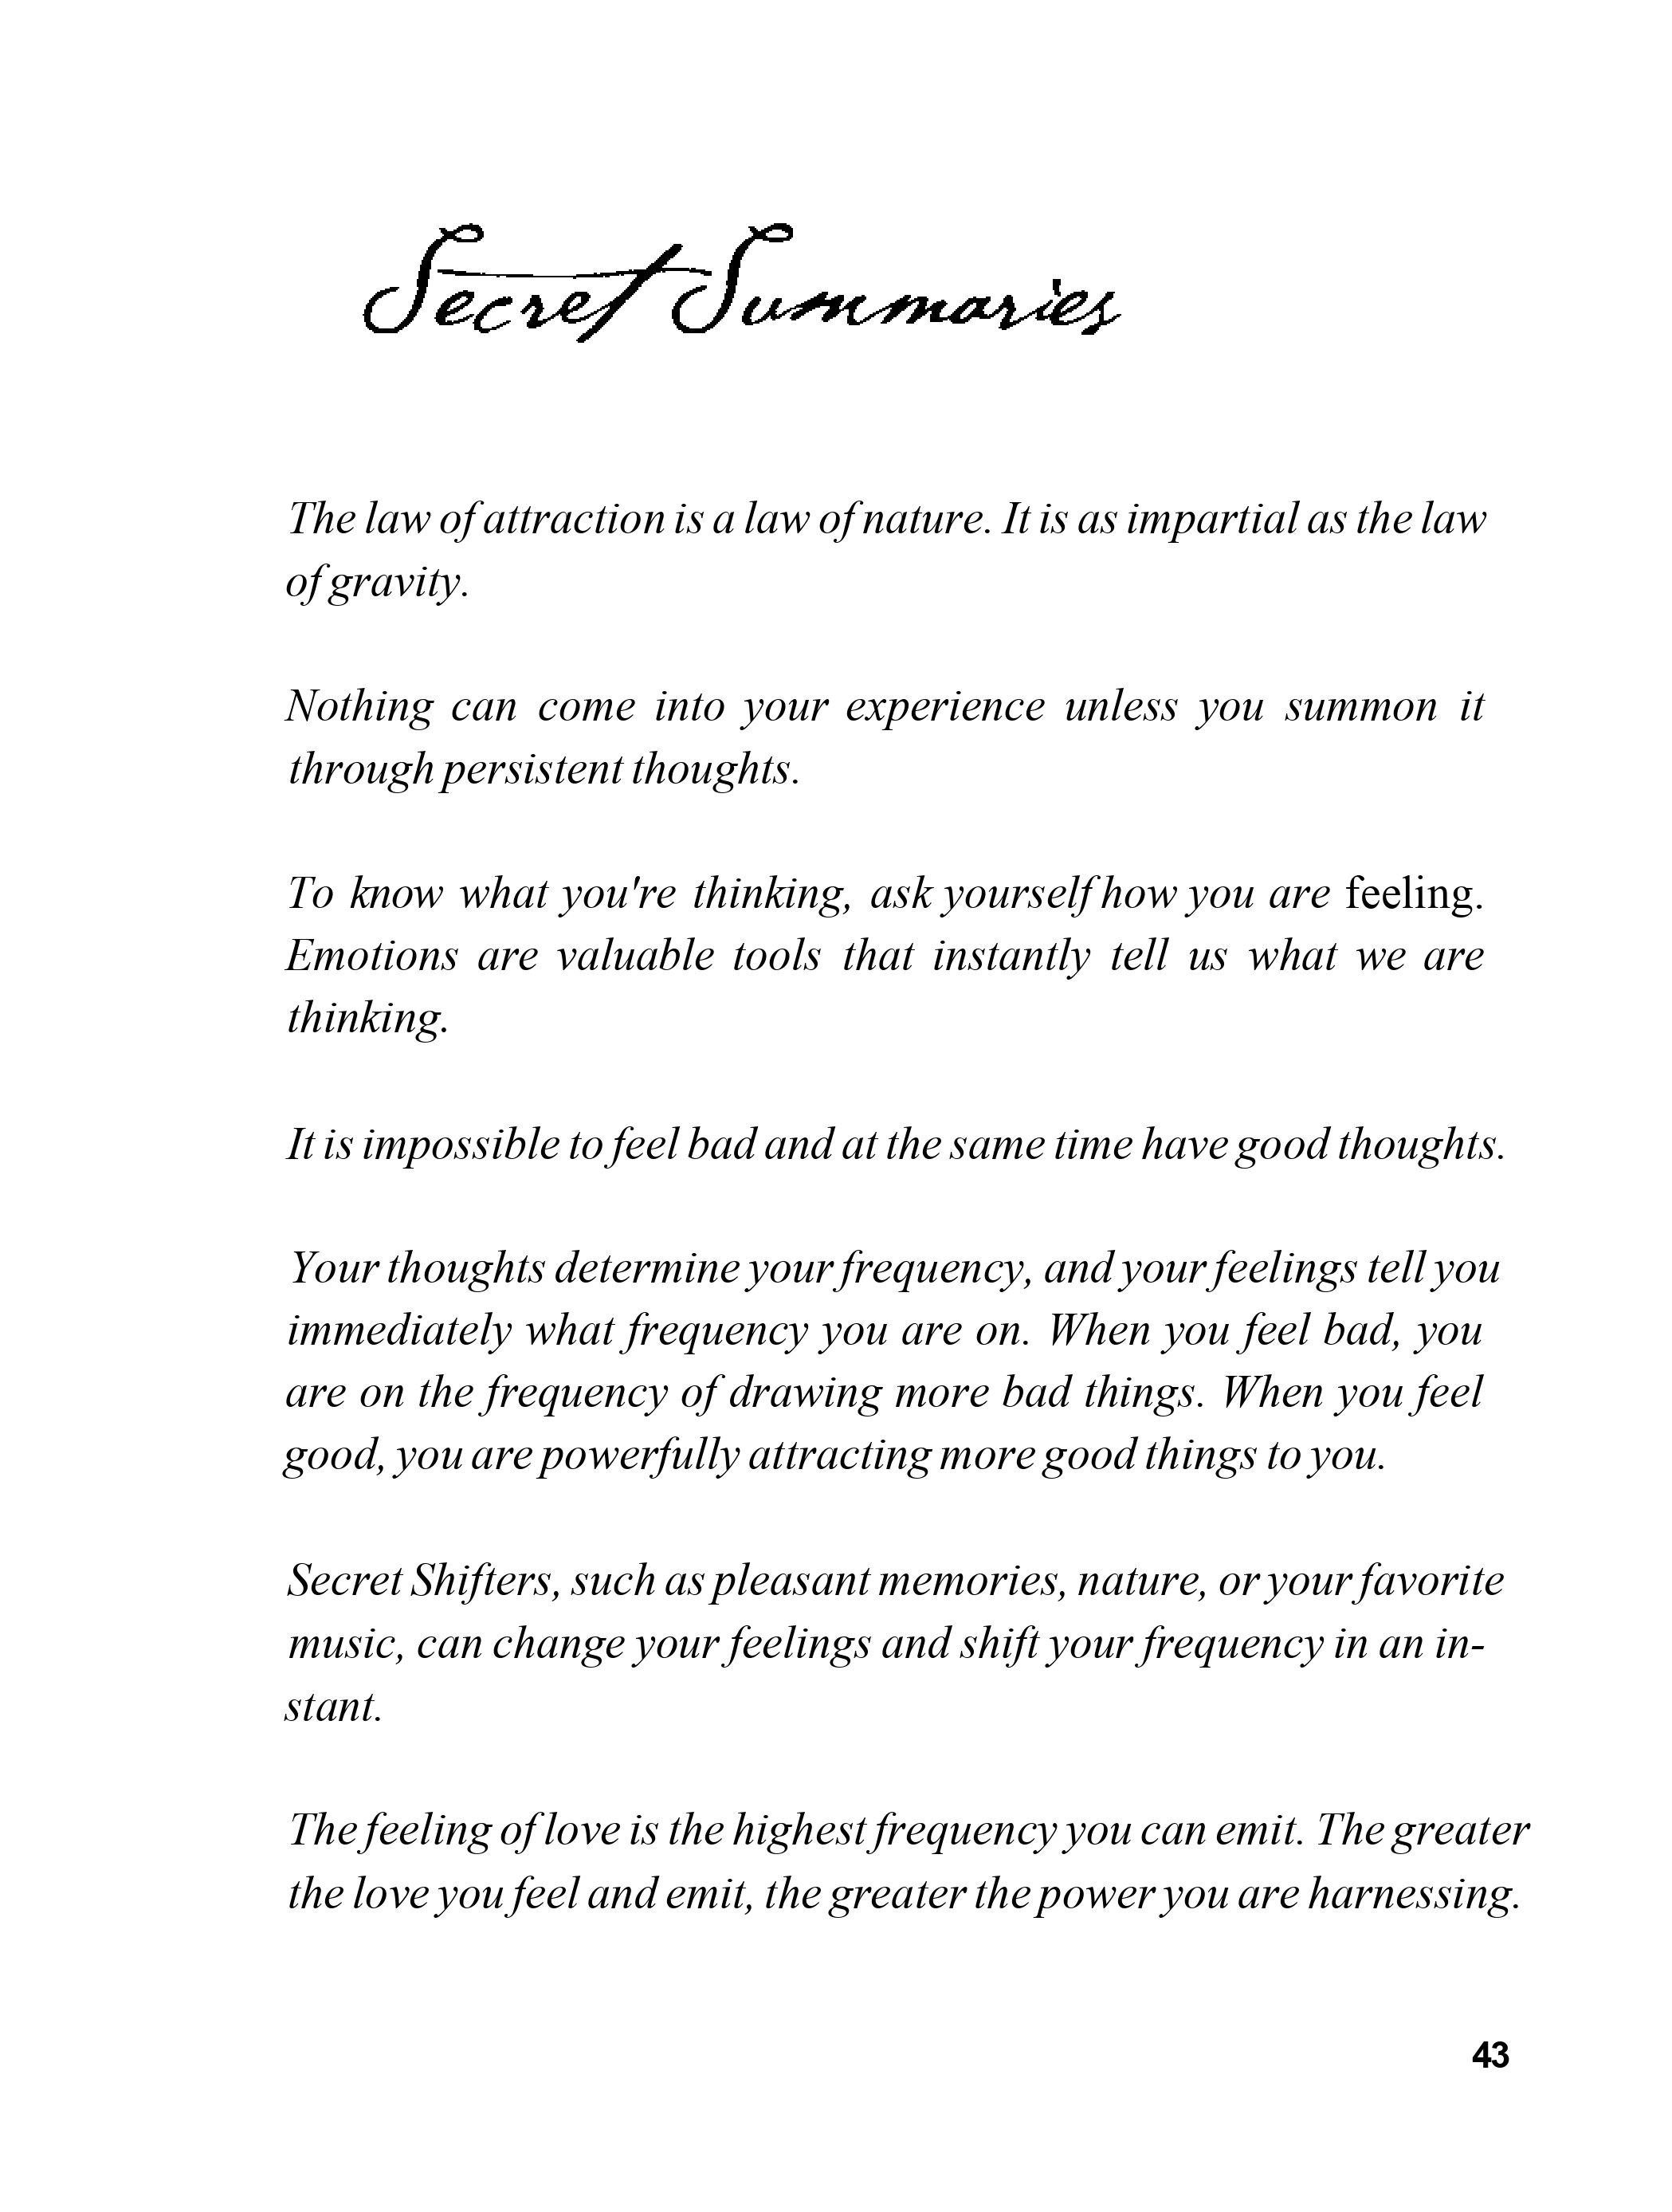 Secret Summaries
The law of attraction is a law of nature. It is as impartial as the law
of gravity.
Nothing can come into your experience unless you summon it
through persistent thoughts.
To know what you're thinking, ask yourself how you are feeling.
Emotions are valuable tools that instantly tell us what we are
thinking.
It is impossible to feel bad and at the same time have good thoughts.
Your thoughts determine your frequency, and your feelings tell you
immediately what frequency you are on. When you feel bad, you
are on the frequency of drawing more bad things. When you feel
good, you are powerfully attracting more good things to you.
Secret Shifters, such as pleasant memories, nature, or your favorite
music, can change your feelings and shift your frequency in an in-
stant.
The feeling of love is the highest frequency you can emit. The greater
the love you feel and emit, the greater the power you are harnessing.
43